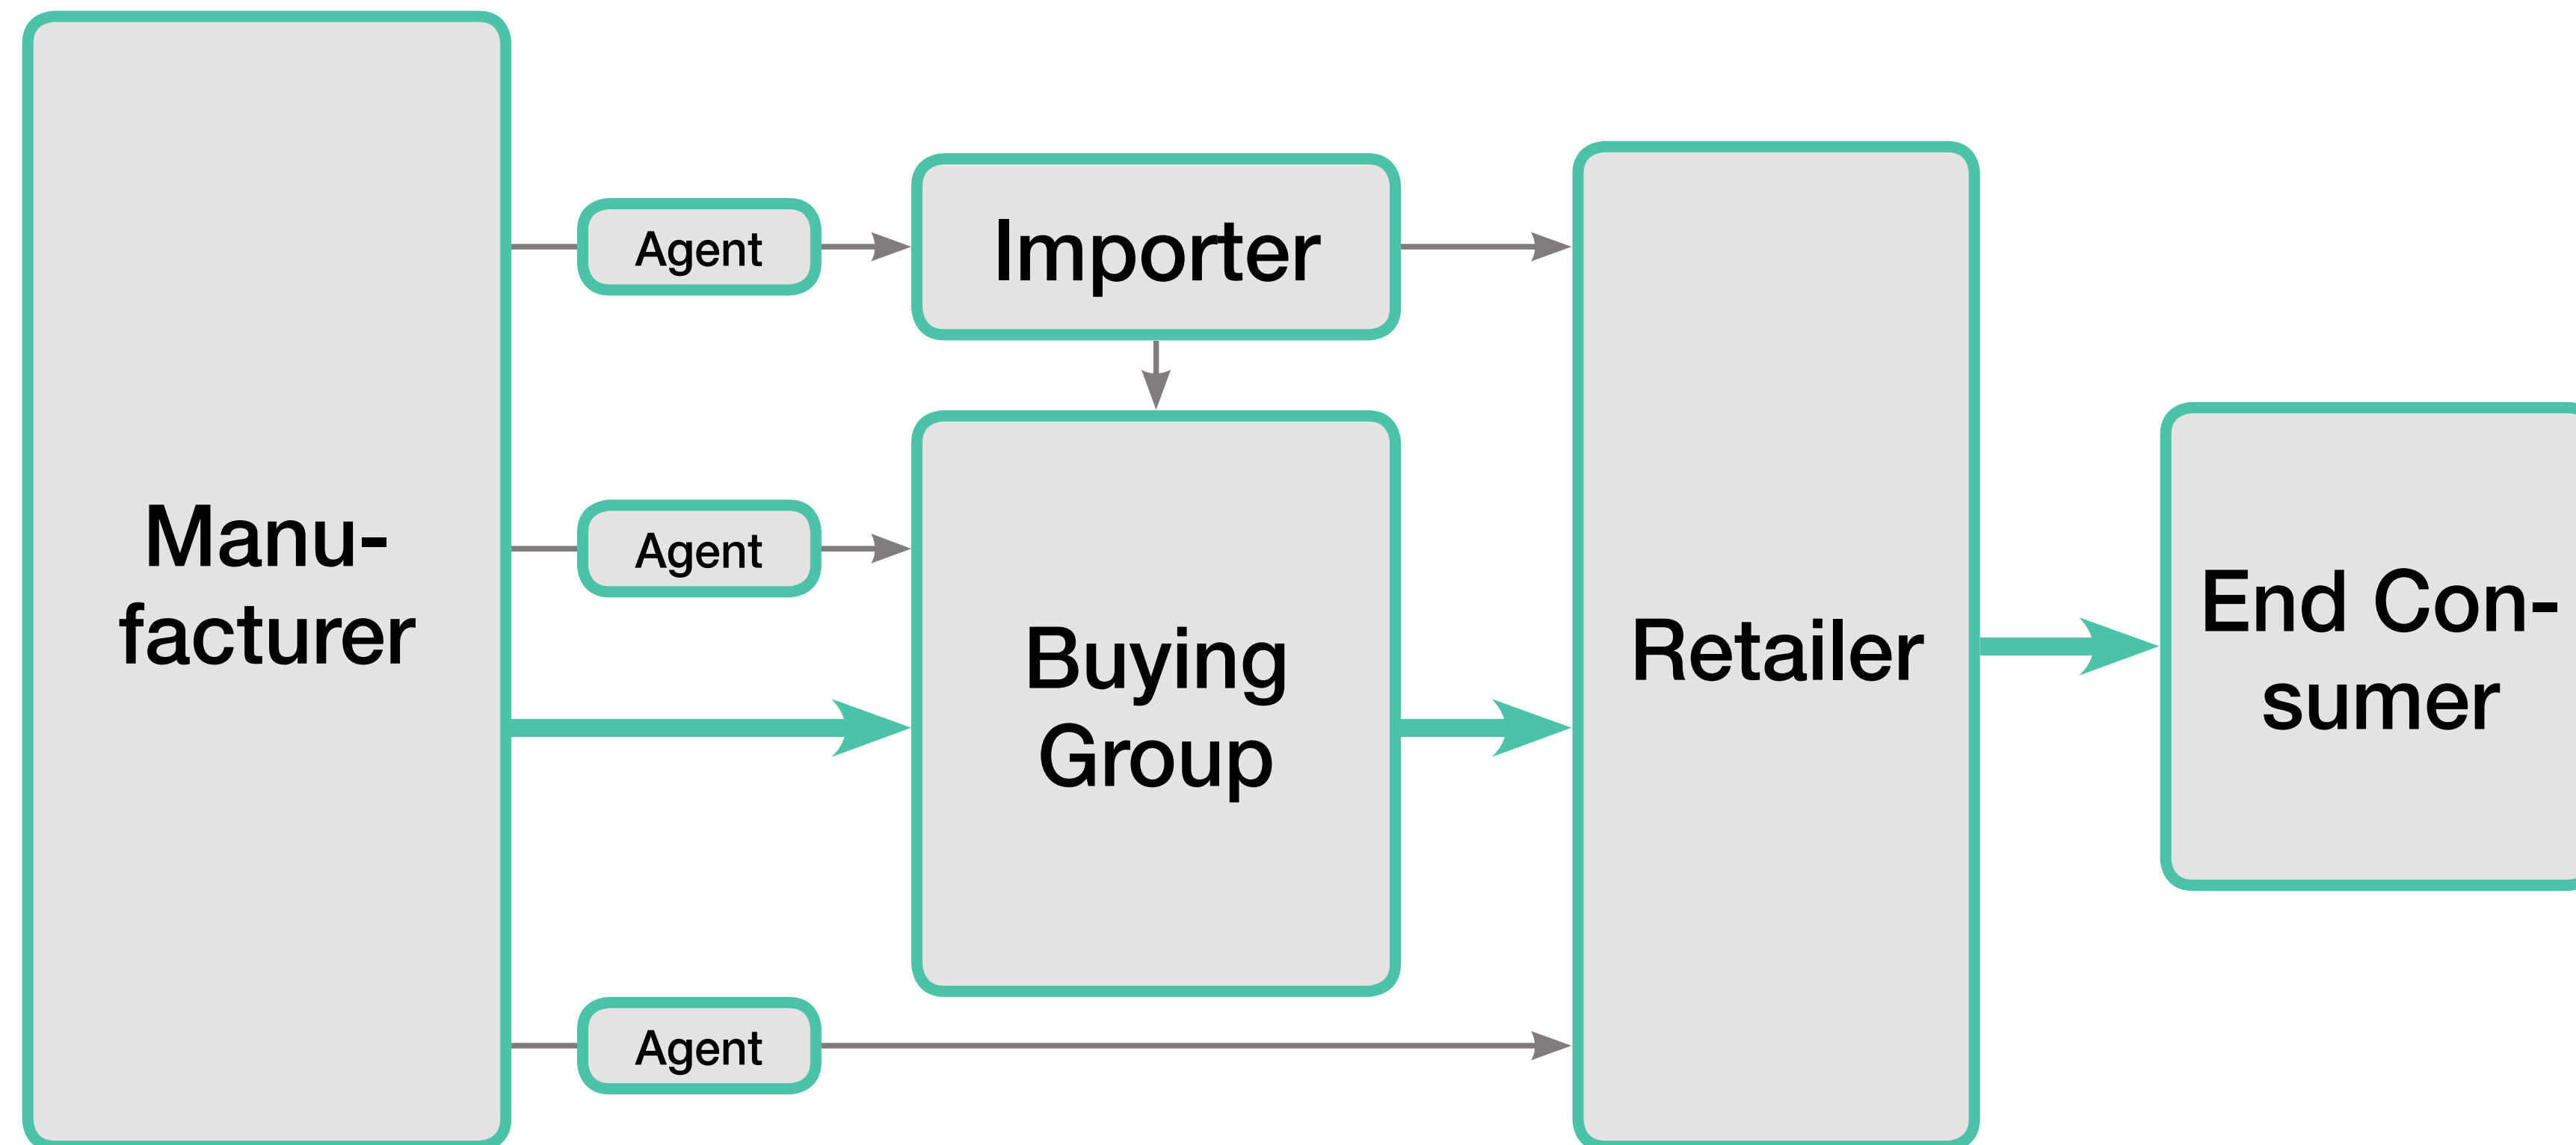 Manu-
facturer
Agent
Importer
Agent
Buying
Group
Agent
Retailer
End Con-
sumer